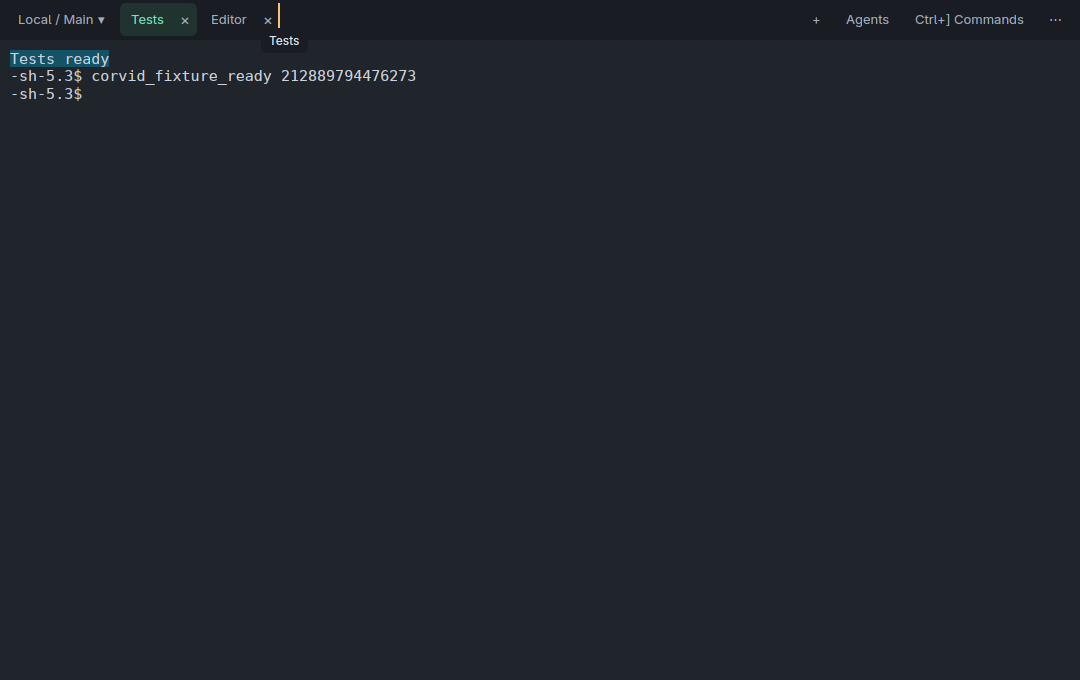 Local / Main ▾ Tests × Editor × + Agents Ctrl+] Commands ⋯
Tests
Tests ready
-sh-5.3$ corvid_fixture_ready 212889794476273
-sh-5.3$